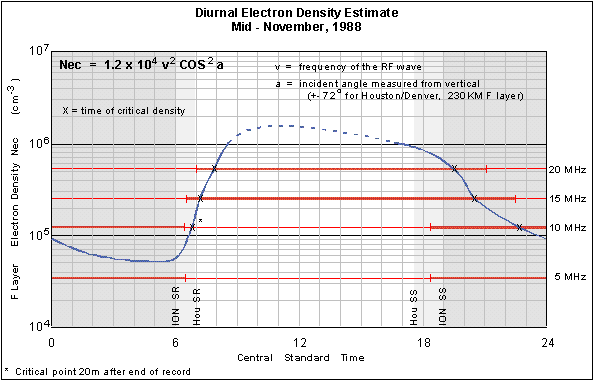 Diurnal Electron Density Estimate
Mid - November, 1988
Nec = 1.2 x 10⁴ v² COS² a
v = frequency of the RF wave
a = incident angle measured from vertical
(+- 72° for Houston/Denver, 230 KM F layer)
X = time of critical density
F Layer Electron Density Nec (cm⁻³)
10⁷
10⁶
10⁵
10⁴
20 MHz
15 MHz
10 MHz
5 MHz
*
ION SR
Hou SR
Hou SS
ION SS
0 6 12 18 24
Central Standard Time
* Critical point 20m after end of record